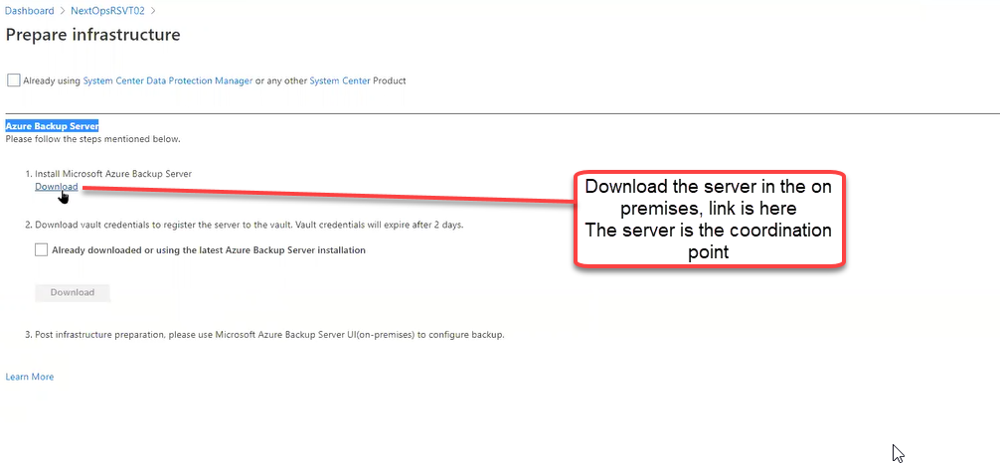 Dashboard > NextOpsRSVT02 >
Prepare infrastructure
Already using System Center Data Protection Manager or any other System Center Product
Azure Backup Server
Please follow the steps mentioned below.
1. Install Microsoft Azure Backup Server
Download
Download the server in the on
premises, link is here
The server is the coordination
point
2. Download vault credentials to register the server to the vault. Vault credentials will expire after 2 days.
Already downloaded or using the latest Azure Backup Server installation
Download
3. Post infrastructure preparation, please use Microsoft Azure Backup Server UI(on-premises) to configure backup.
Learn More